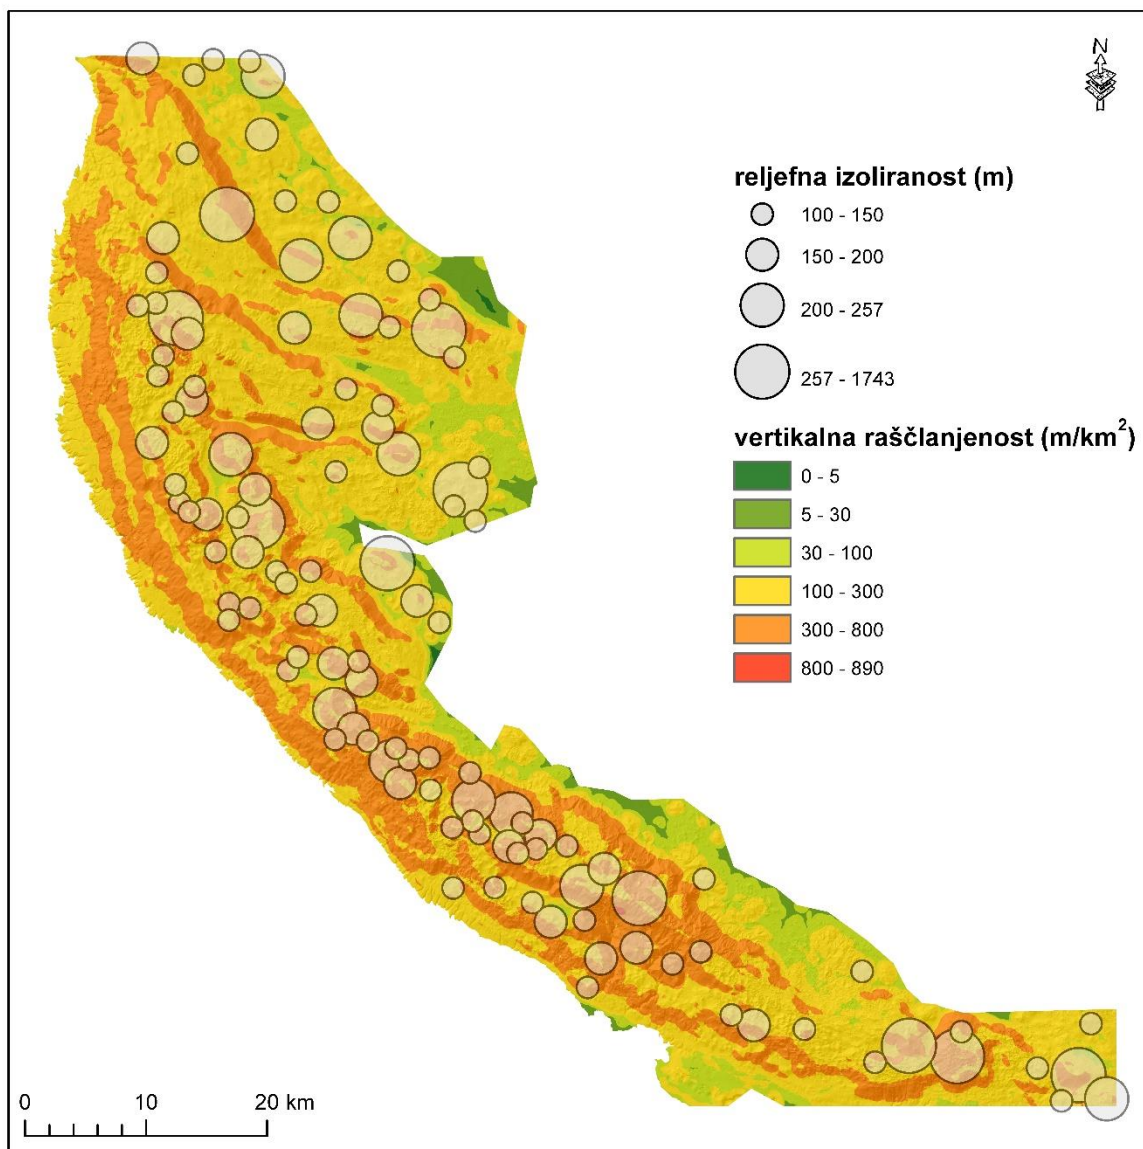 N
reljefna izoliranost (m)
100 - 150
150 - 200
200 - 257
257 - 1743
vertikalna raščlanjenost (m/km²)
0 - 5
5 - 30
30 - 100
100 - 300
300 - 800
800 - 890
0 10 20 km